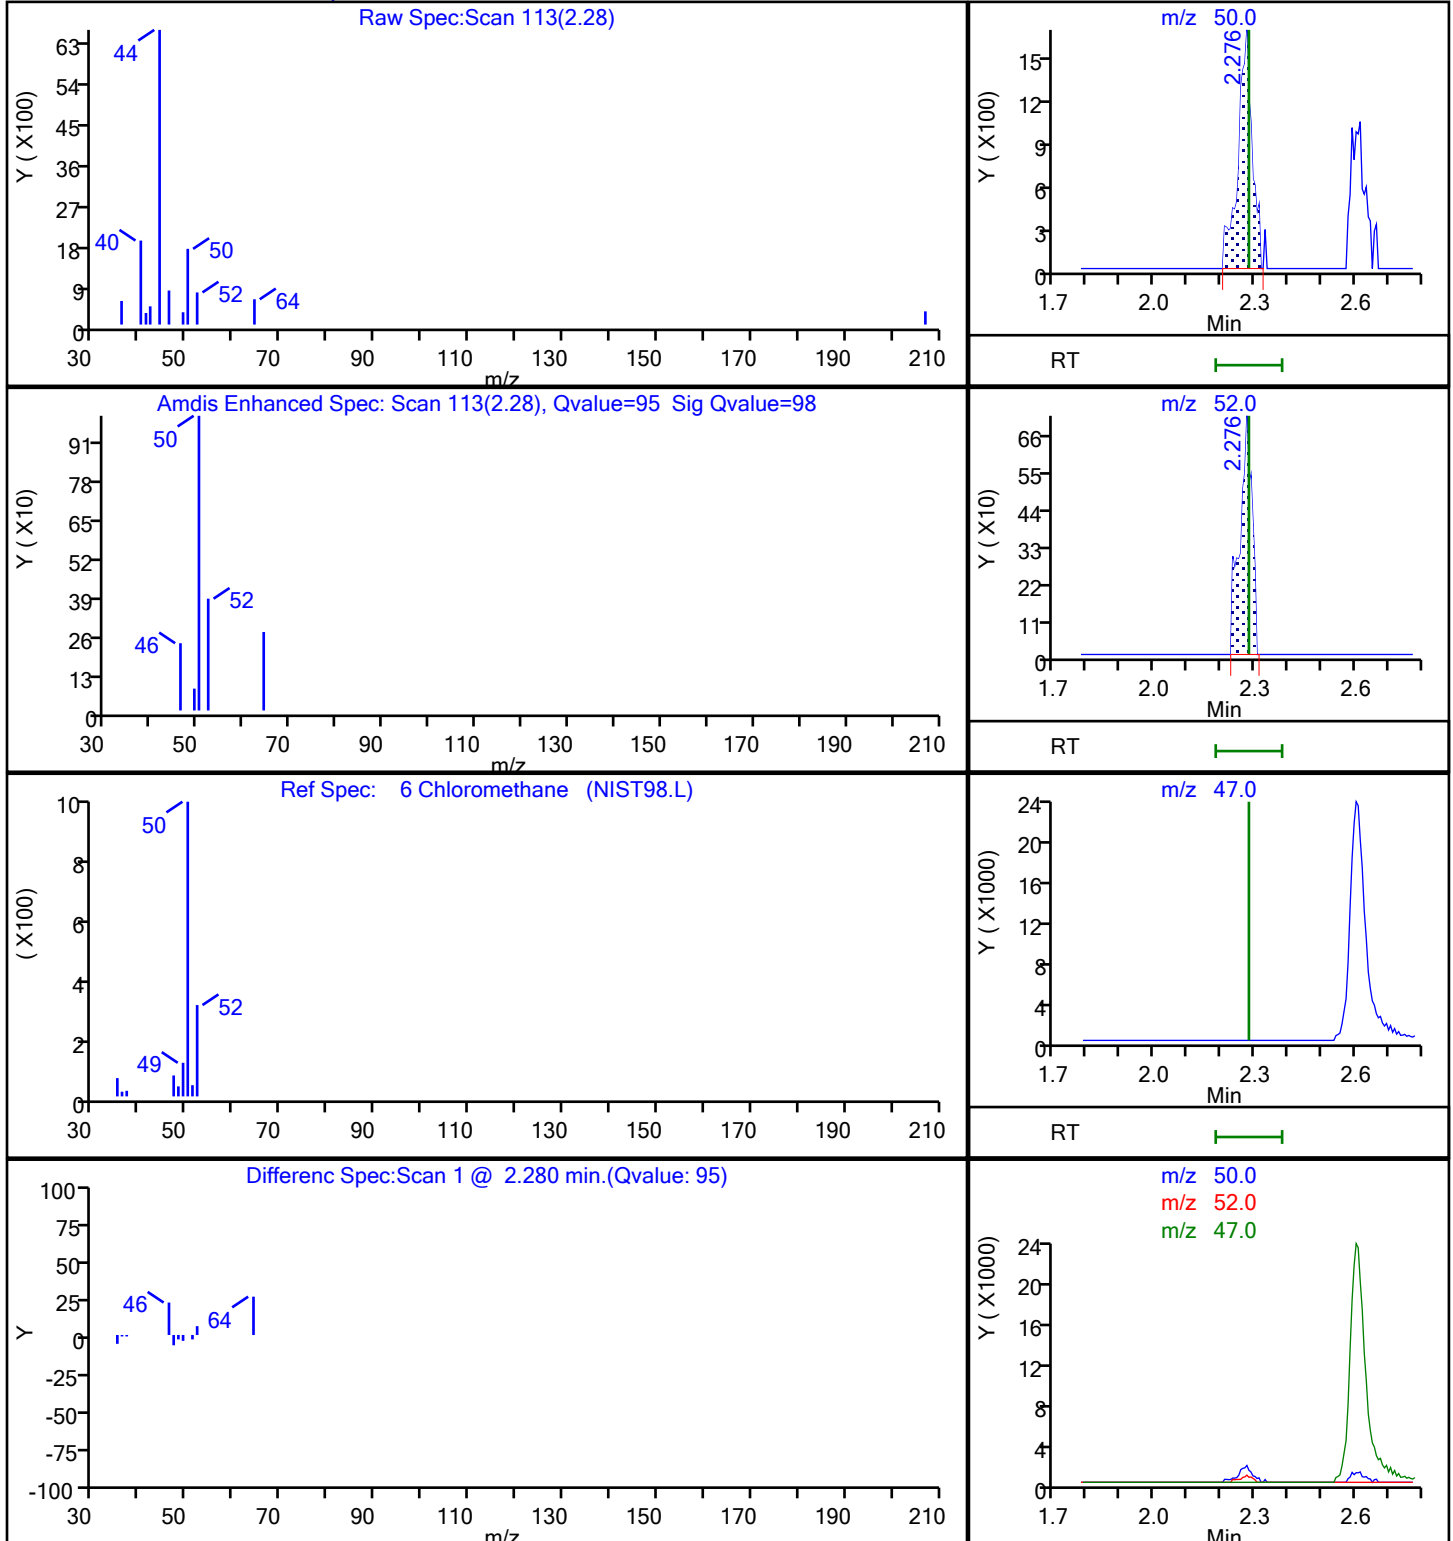 Raw Spec:Scan 113(2.28)
63
54
45
36
27
18
9
0
Y ( X100)
44
40
50
52
64
30 50 70 90 110 130 150 170 190 210
m/z
m/z 50.0
2.276
15
12
9
6
3
0
Y ( X100)
1.7 2.0 2.3 2.6
Min
RT
Amdis Enhanced Spec: Scan 113(2.28), Qvalue=95 Sig Qvalue=98
91
78
65
52
39
26
13
0
Y ( X10)
50
52
46
30 50 70 90 110 130 150 170 190 210
m/z
m/z 52.0
2.276
66
55
44
33
22
11
0
Y ( X10)
1.7 2.0 2.3 2.6
Min
RT
Ref Spec: 6 Chloromethane (NIST98.L)
10
8
6
4
2
0
( X100)
50
52
49
30 50 70 90 110 130 150 170 190 210
m/z 47.0
24
20
16
12
8
4
0
Y ( X1000)
1.7 2.0 2.3 2.6
Min
RT
Differenc Spec:Scan 1 @ 2.280 min.(Qvalue: 95)
100
75
50
25
0
-25
-50
-75
-100
Y
46
64
30 50 70 90 110 130 150 170 190 210
m/z
m/z 50.0
m/z 52.0
m/z 47.0
24
20
16
12
8
4
0
Y ( X1000)
1.7 2.0 2.3 2.6
Min